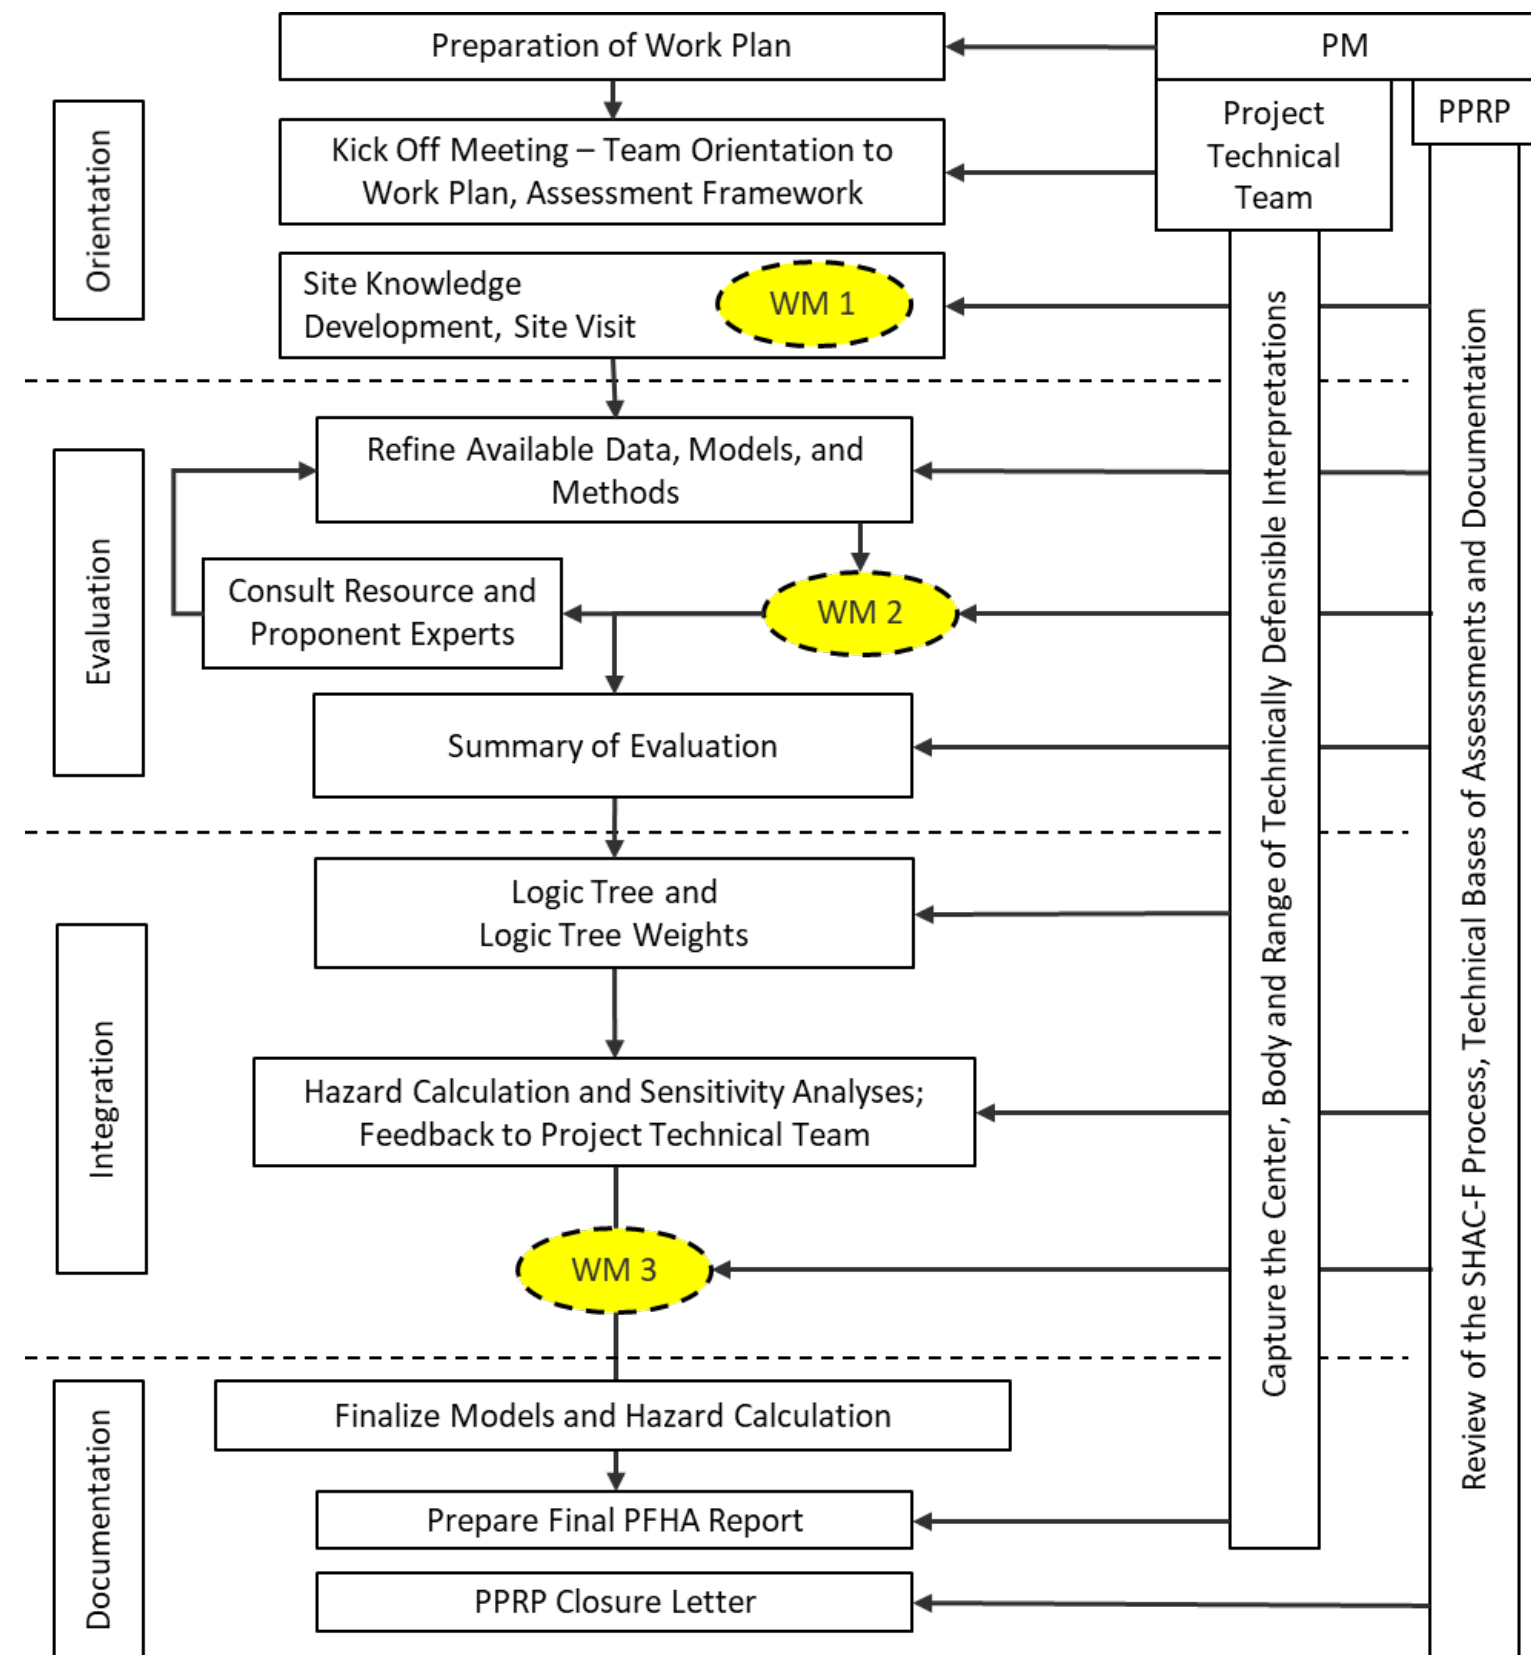 Preparation of Work Plan
PM
Project
Technical
Team
PPRP
Orientation
Kick Off Meeting – Team Orientation to
Work Plan, Assessment Framework
Site Knowledge
Development, Site Visit
WM 1
Evaluation
Refine Available Data, Models, and
Methods
Consult Resource and
Proponent Experts
WM 2
Summary of Evaluation
Integration
Logic Tree and
Logic Tree Weights
Hazard Calculation and Sensitivity Analyses;
Feedback to Project Technical Team
WM 3
Documentation
Finalize Models and Hazard Calculation
Prepare Final PFHA Report
PPRP Closure Letter
Capture the Center, Body and Range of Technically Defensible Interpretations
Review of the SHAC-F Process, Technical Bases of Assessments and Documentation